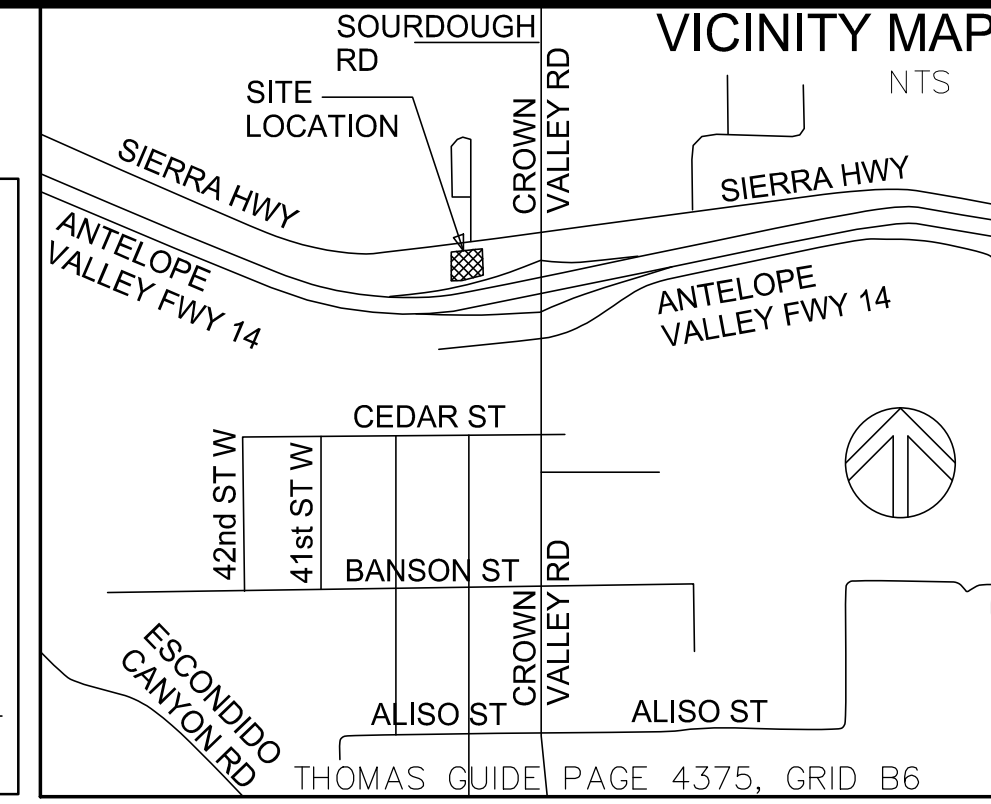 VICINITY MAP
NTS
SOURDOUGH
RD
SITE
LOCATION
CROWN
VALLEY RD
SIERRA HWY
SIERRA HWY
ANTELOPE
VALLEY FWY 14
ANTELOPE
VALLEY FWY 14
CEDAR ST
42nd ST W
41st ST W
BANSON ST
CROWN
VALLEY RD
ESCONDIDO
CANYON RD
ALISO ST
ALISO ST
THOMAS GUIDE PAGE 4375, GRID B6